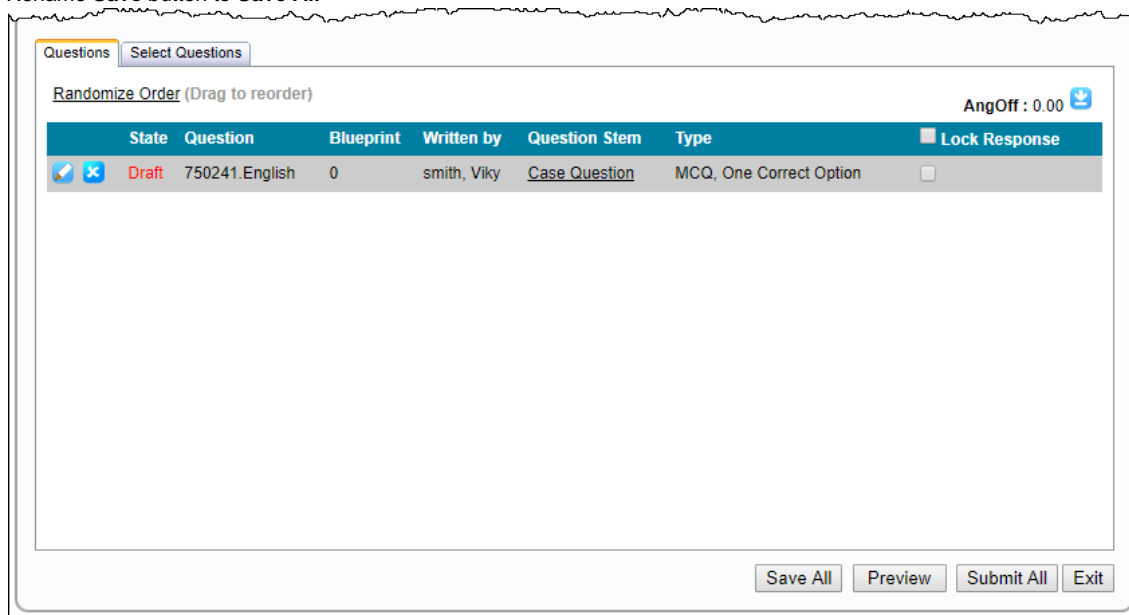 Questions Select Questions
Randomize Order (Drag to reorder)
AngOff : 0.00
State Question Blueprint Written by Question Stem Type Lock Response
Draft 750241.English 0 smith, Viky Case Question MCQ, One Correct Option
Save All Preview Submit All Exit